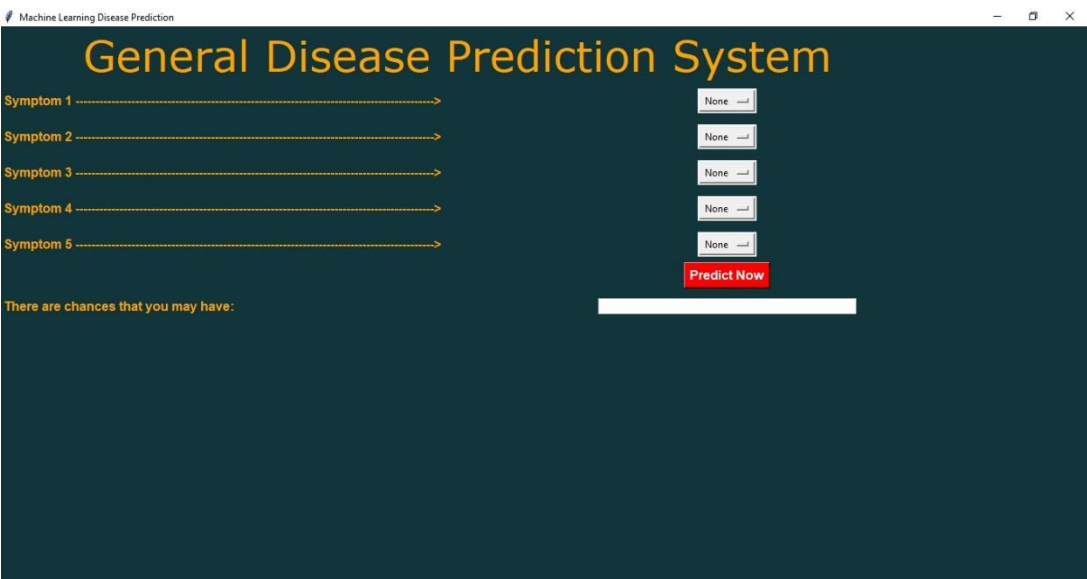 Machine Learning Disease Prediction
General Disease Prediction System
Symptom 1 ------------------------------------------------------------------------------------------> None
Symptom 2 ------------------------------------------------------------------------------------------> None
Symptom 3 ------------------------------------------------------------------------------------------> None
Symptom 4 ------------------------------------------------------------------------------------------> None
Symptom 5 ------------------------------------------------------------------------------------------> None
Predict Now
There are chances that you may have: